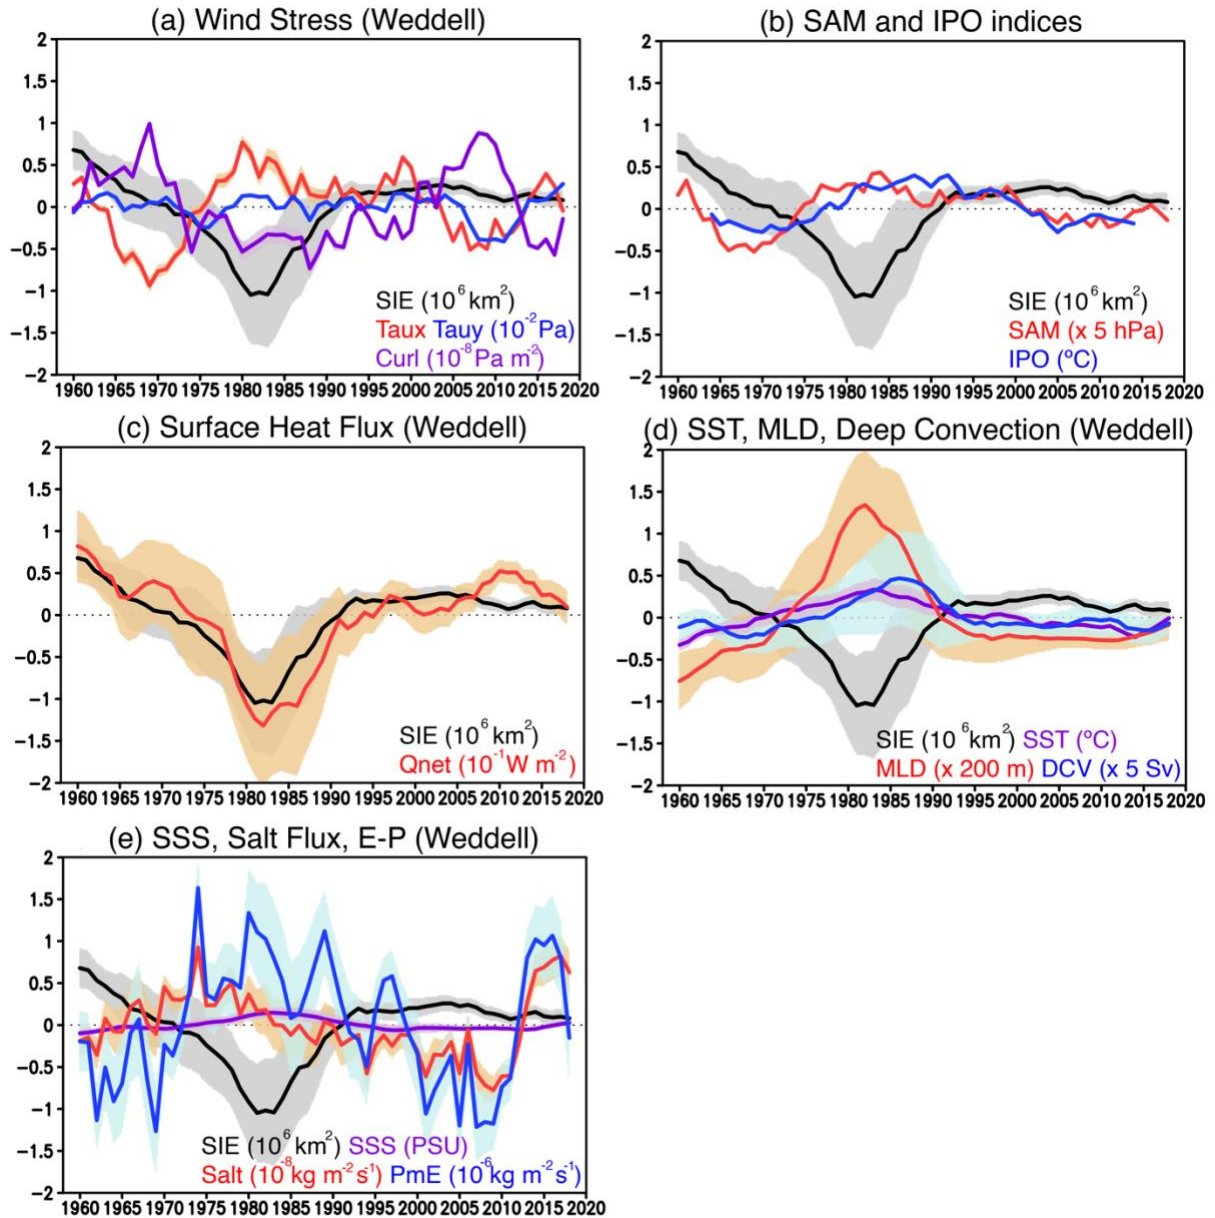 (a) Wind Stress (Weddell)
2
1.5
1
0.5
0
−0.5
−1
−1.5
−2
SIE (10⁶ km²)
Taux Tauy (10⁻² Pa)
Curl (10⁻⁸ Pa m⁻²)
1960 1965 1970 1975 1980 1985 1990 1995 2000 2005 2010 2015 2020
(b) SAM and IPO indices
2
1.5
1
0.5
0
−0.5
−1
−1.5
−2
SIE (10⁶ km²)
SAM (x 5 hPa)
IPO (ºC)
1960 1965 1970 1975 1980 1985 1990 1995 2000 2005 2010 2015 2020
(c) Surface Heat Flux (Weddell)
2
1.5
1
0.5
0
−0.5
−1
−1.5
−2
SIE (10⁶ km²)
Qnet (10⁻¹ W m⁻²)
1960 1965 1970 1975 1980 1985 1990 1995 2000 2005 2010 2015 2020
(d) SST, MLD, Deep Convection (Weddell)
2
1.5
1
0.5
0
−0.5
−1
−1.5
−2
SIE (10⁶ km²) SST (ºC)
MLD (x 200 m) DCV (x 5 Sv)
1960 1965 1970 1975 1980 1985 1990 1995 2000 2005 2010 2015 2020
(e) SSS, Salt Flux, E-P (Weddell)
2
1.5
1
0.5
0
−0.5
−1
−1.5
−2
SIE (10⁶ km²) SSS (PSU)
Salt (10⁻⁸ kg m⁻² s⁻¹) PmE (10⁻⁶ kg m⁻² s⁻¹)
1960 1965 1970 1975 1980 1985 1990 1995 2000 2005 2010 2015 2020